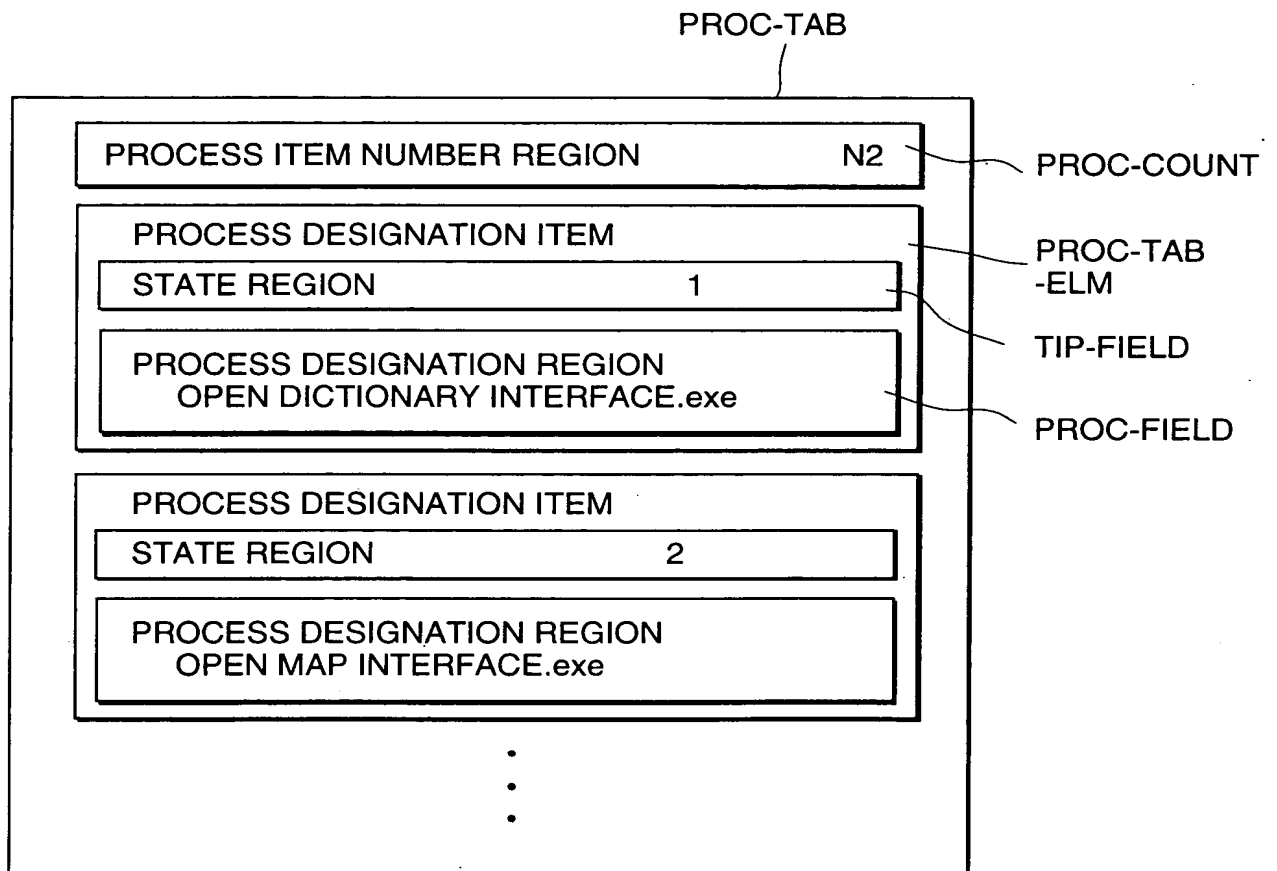 PROC-TAB
PROCESS ITEM NUMBER REGION N2
PROC-COUNT
PROCESS DESIGNATION ITEM
PROC-TAB
-ELM
STATE REGION 1
TIP-FIELD
PROCESS DESIGNATION REGION
OPEN DICTIONARY INTERFACE.exe
PROC-FIELD
PROCESS DESIGNATION ITEM
STATE REGION 2
PROCESS DESIGNATION REGION
OPEN MAP INTERFACE.exe